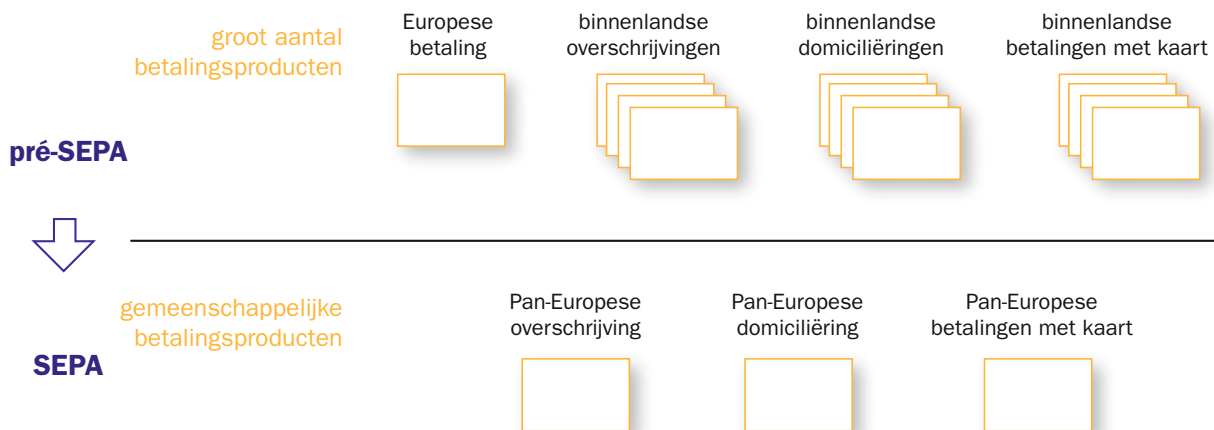 groot aantal
betalingsproducten
Europese
betaling
binnenlandse
overschrijvingen
binnenlandse
domiciliëringen
binnenlandse
betalingen met kaart
pré-SEPA
gemeenschappelijke
betalingsproducten
Pan-Europese
overschrijving
Pan-Europese
domiciliëring
Pan-Europese
betalingen met kaart
SEPA